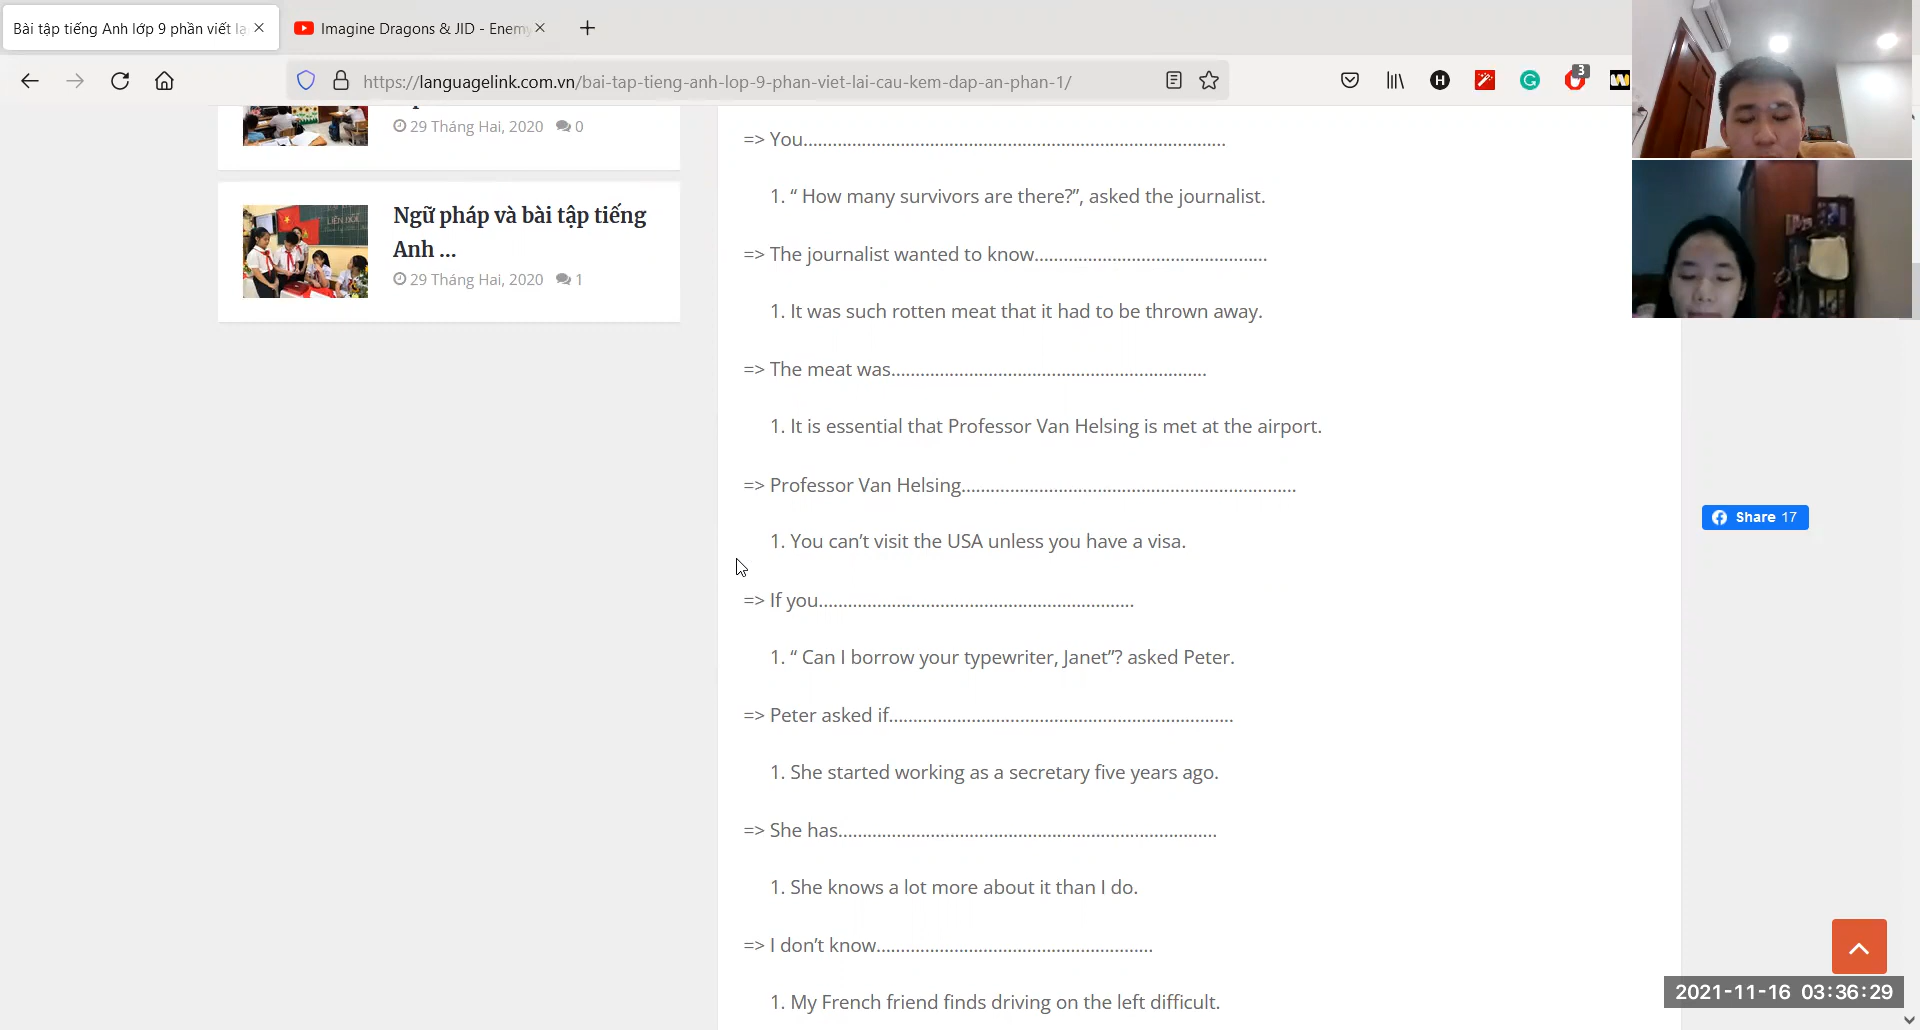 Bài tập tiếng Anh lớp 9 phần viết lạ
Imagine Dragons & JID - Enemy
https://languagelink.com.vn/bai-tap-tieng-anh-lop-9-phan-viet-lai-cau-kem-dap-an-phan-1/
3
29 Tháng Hai, 2020 0
Ngữ pháp và bài tập tiếng
Anh ...
29 Tháng Hai, 2020 1
=> You.......................................................................................
1. “ How many survivors are there?”, asked the journalist.
=> The journalist wanted to know................................................
1. It was such rotten meat that it had to be thrown away.
=> The meat was.................................................................
1. It is essential that Professor Van Helsing is met at the airport.
=> Professor Van Helsing.....................................................................
1. You can’t visit the USA unless you have a visa.
=> If you.................................................................
1. “ Can I borrow your typewriter, Janet”? asked Peter.
=> Peter asked if.......................................................................
1. She started working as a secretary five years ago.
=> She has..............................................................................
1. She knows a lot more about it than I do.
=> I don’t know.........................................................
1. My French friend finds driving on the left difficult.
Share 17
2021-11-16 03:36:29